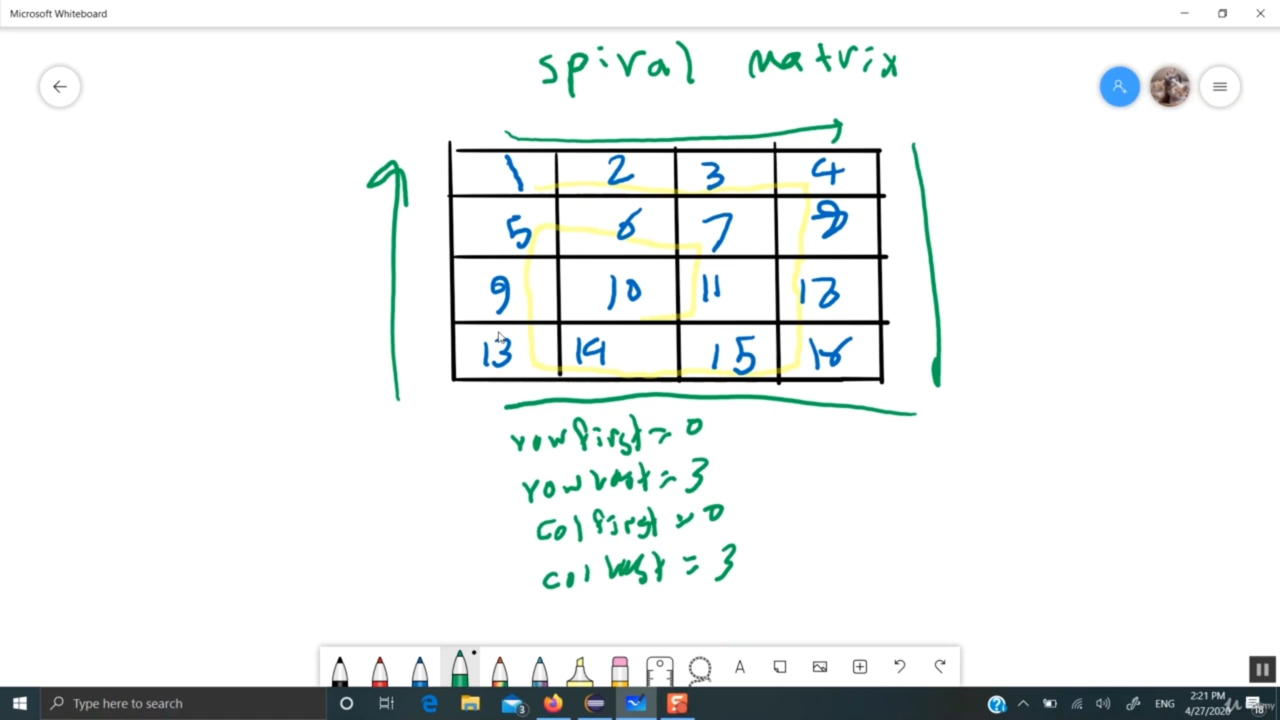 Microsoft Whiteboard
spiral matrix
1 2 3 4
5 6 7 8
9 10 11 12
13 14 15 16
rowfirst = 0
rowlast = 3
colfirst = 0
collast = 3
A
Type here to search
3
ENG
2:21 PM
4/27/2020
18